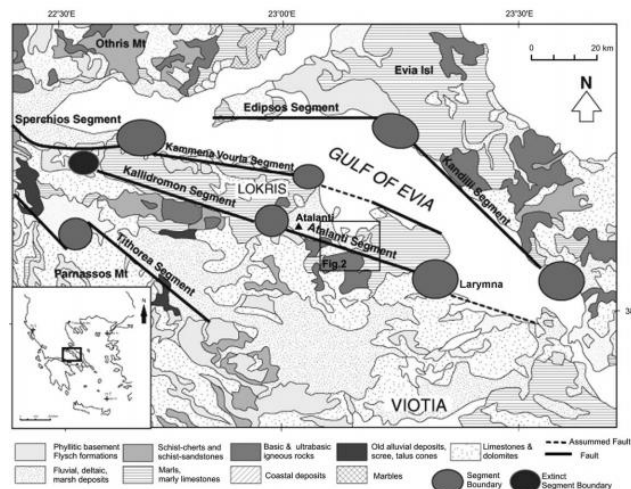 22°30'
23°00'
23°30'
Othris Mt
Evia Isl
0
20 km
N
Sperchios Segment
Edipsos Segment
Kammena Vourla Segment
Kandilli Segment
GULF OF EVIA
Kallidromon Segment
LOKRIS
Atalanti
Atalanti Segment
Fig.2
Tithorea Segment
Parnassos Mt
Larymna
VIOTIA
N
Phyllitic basement
Flysch formations
Schist-cherts and
schist-sandstones
Basic & ultrabasic
igneous rocks
Old alluvial deposits,
scree, talus cones
Limestones &
dolomites
Assummed Fault
Fault
Fluvial, deltaic,
marsh deposits
Marls,
marly limestones
Coastal deposits
Marbles
Segment
Boundary
Extinct
Segment Boundary